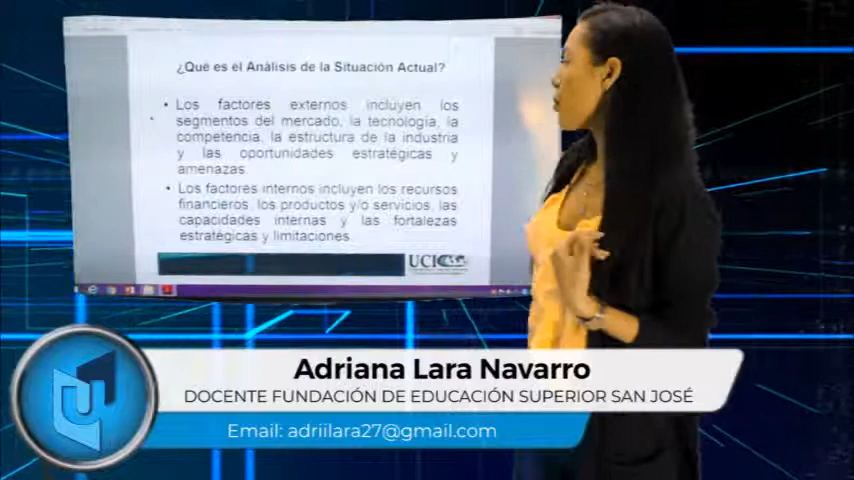 ¿Qué es el Análisis de la Situación Actual?
• Los factores externos incluyen los
segmentos del mercado, la tecnología, la
competencia, la estructura de la industria
y las oportunidades estratégicas y
amenazas.
• Los factores internos incluyen los recursos
financieros, los productos y/o servicios, las
capacidades internas y las fortalezas
estratégicas y limitaciones.
UCI
Adriana Lara Navarro
DOCENTE FUNDACIÓN DE EDUCACIÓN SUPERIOR SAN JOSÉ
Email: adriilara27@gmail.com